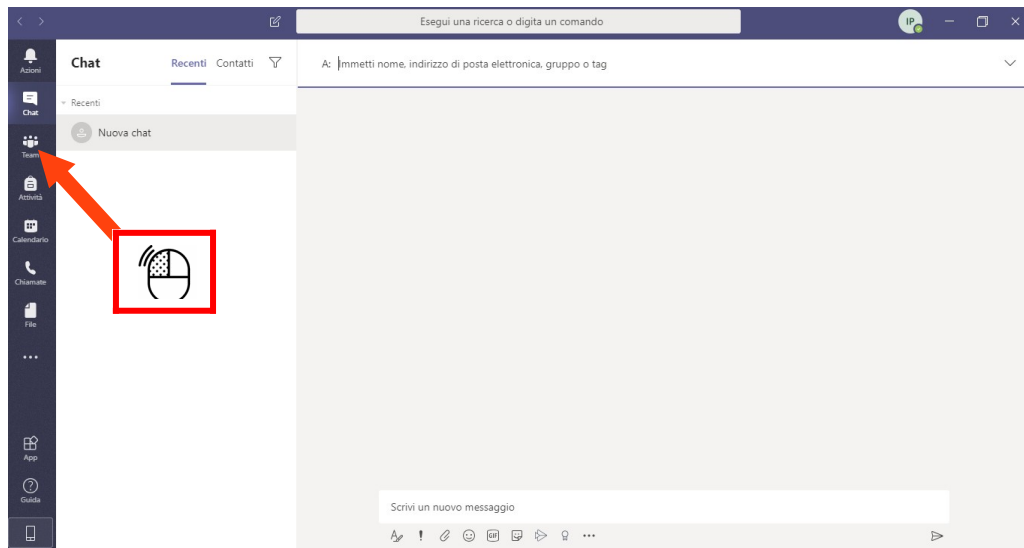 Esegui una ricerca o digita un comando
IP
Azioni
Chat
Team
Attività
Calendario
Chiamate
File
App
Guida
Chat
Recenti
Contatti
Recenti
Nuova chat
A: Immetti nome, indirizzo di posta elettronica, gruppo o tag
Scrivi un nuovo messaggio
GIF